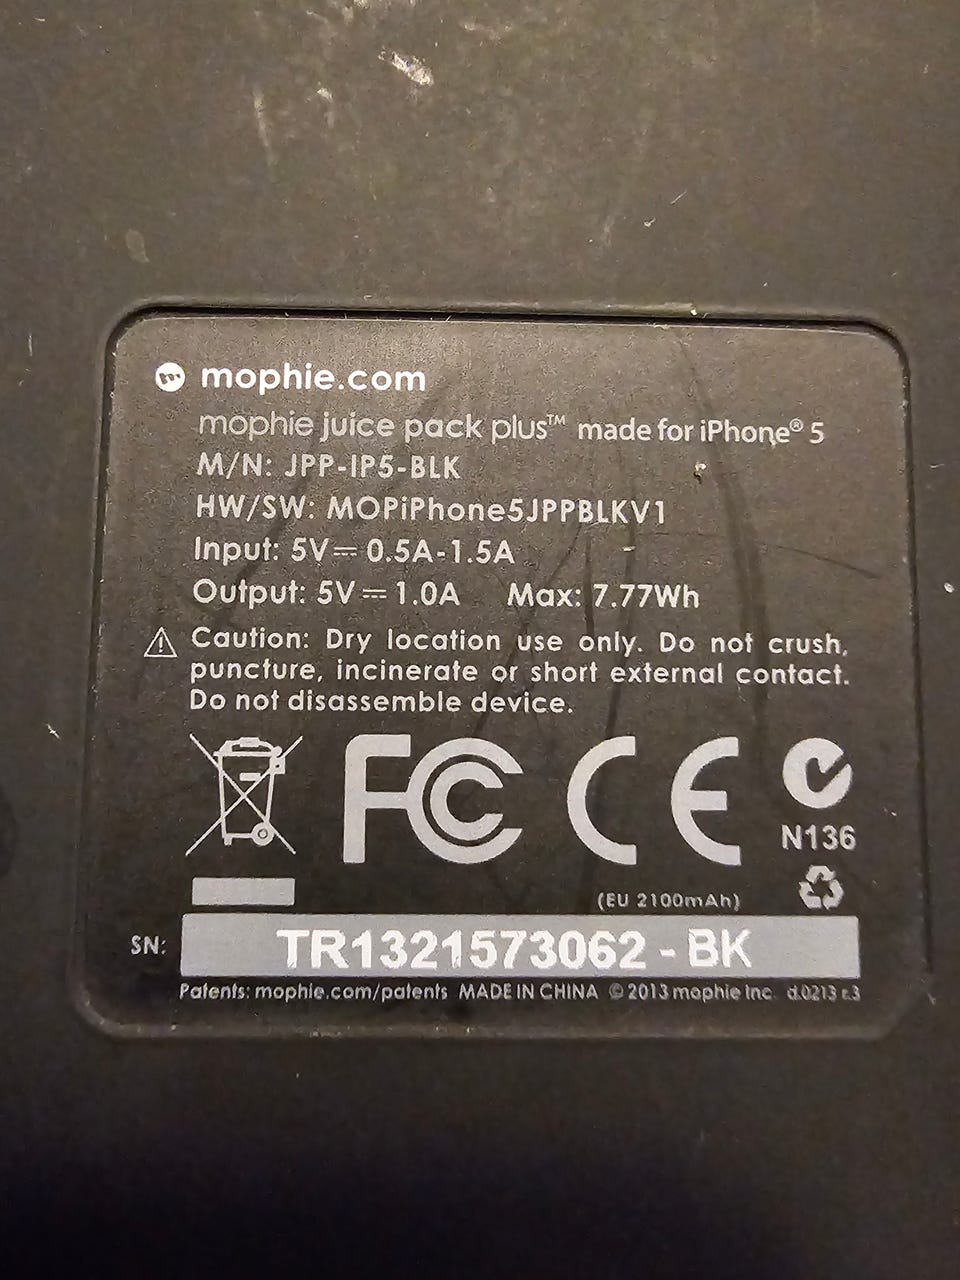 mophie.com
mophie juice pack plus™ made for iPhone® 5
M/N: JPP-IP5-BLK
HW/SW: MOPiPhone5JPPBLKV1
Input: 5V⎓ 0.5A-1.5A
Output: 5V⎓1.0A Max: 7.77Wh
Caution: Dry location use only. Do not crush,
puncture, incinerate or short external contact.
Do not disassemble device.
FC CE
N136
(EU 2100mAh)
SN: TR1321573062-BK
Patents: mophie.com/patents MADE IN CHINA © 2013 mophie Inc. d.0213 r.3